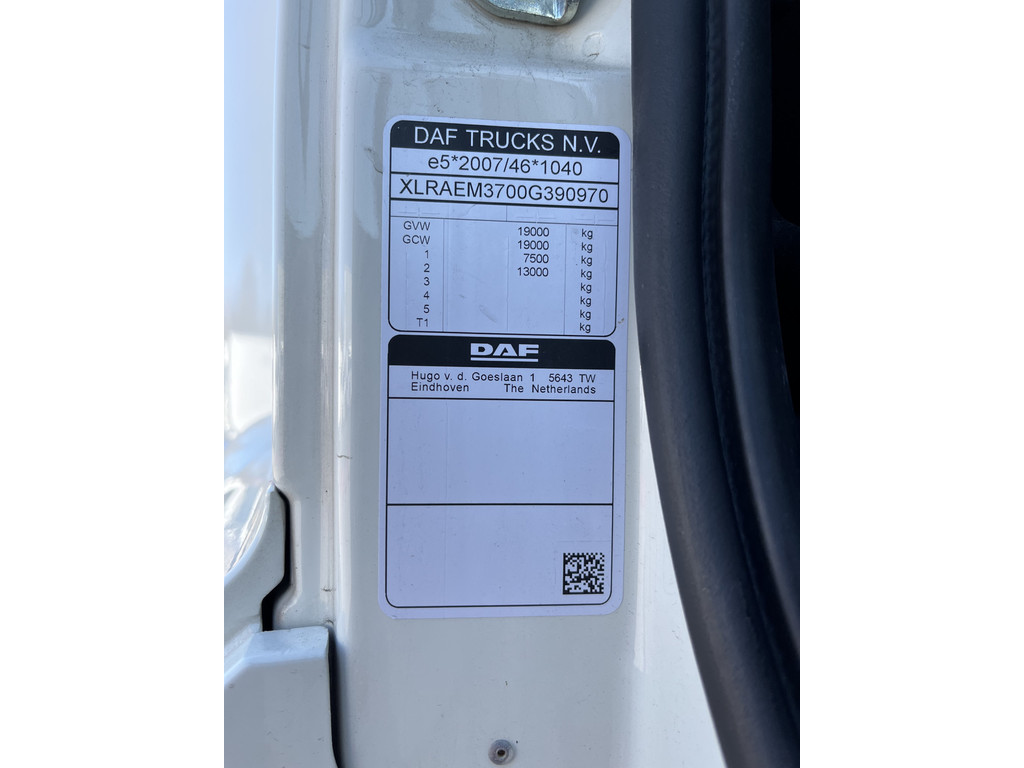 DAF TRUCKS N.V.
e5*2007/46*1040
XLRAEM3700G390970
GVW 19000 kg
GCW 19000 kg
1 7500 kg
2 13000 kg
3 kg
4 kg
5 kg
T1 kg
DAF
Hugo v. d. Goeslaan 1 5643 TW
Eindhoven The Netherlands